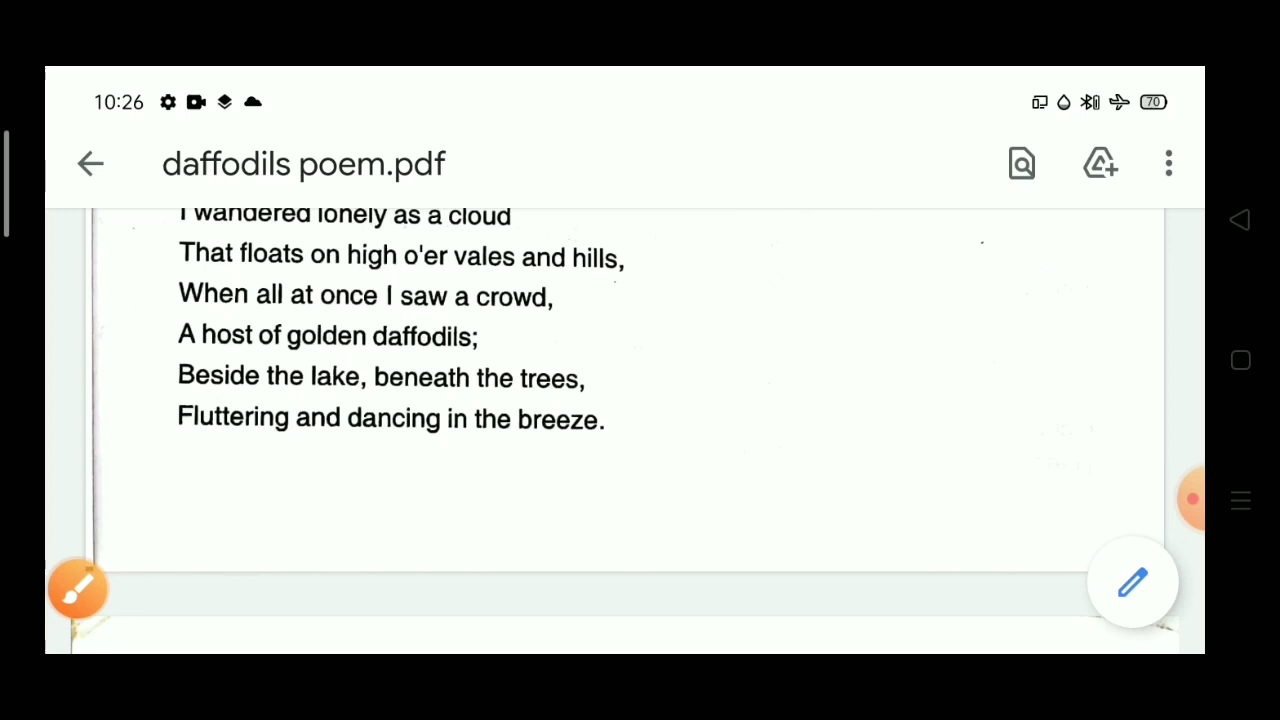 10:26
70
daffodils poem.pdf
I wandered lonely as a cloud
That floats on high o'er vales and hills,
When all at once I saw a crowd,
A host of golden daffodils;
Beside the lake, beneath the trees,
Fluttering and dancing in the breeze.